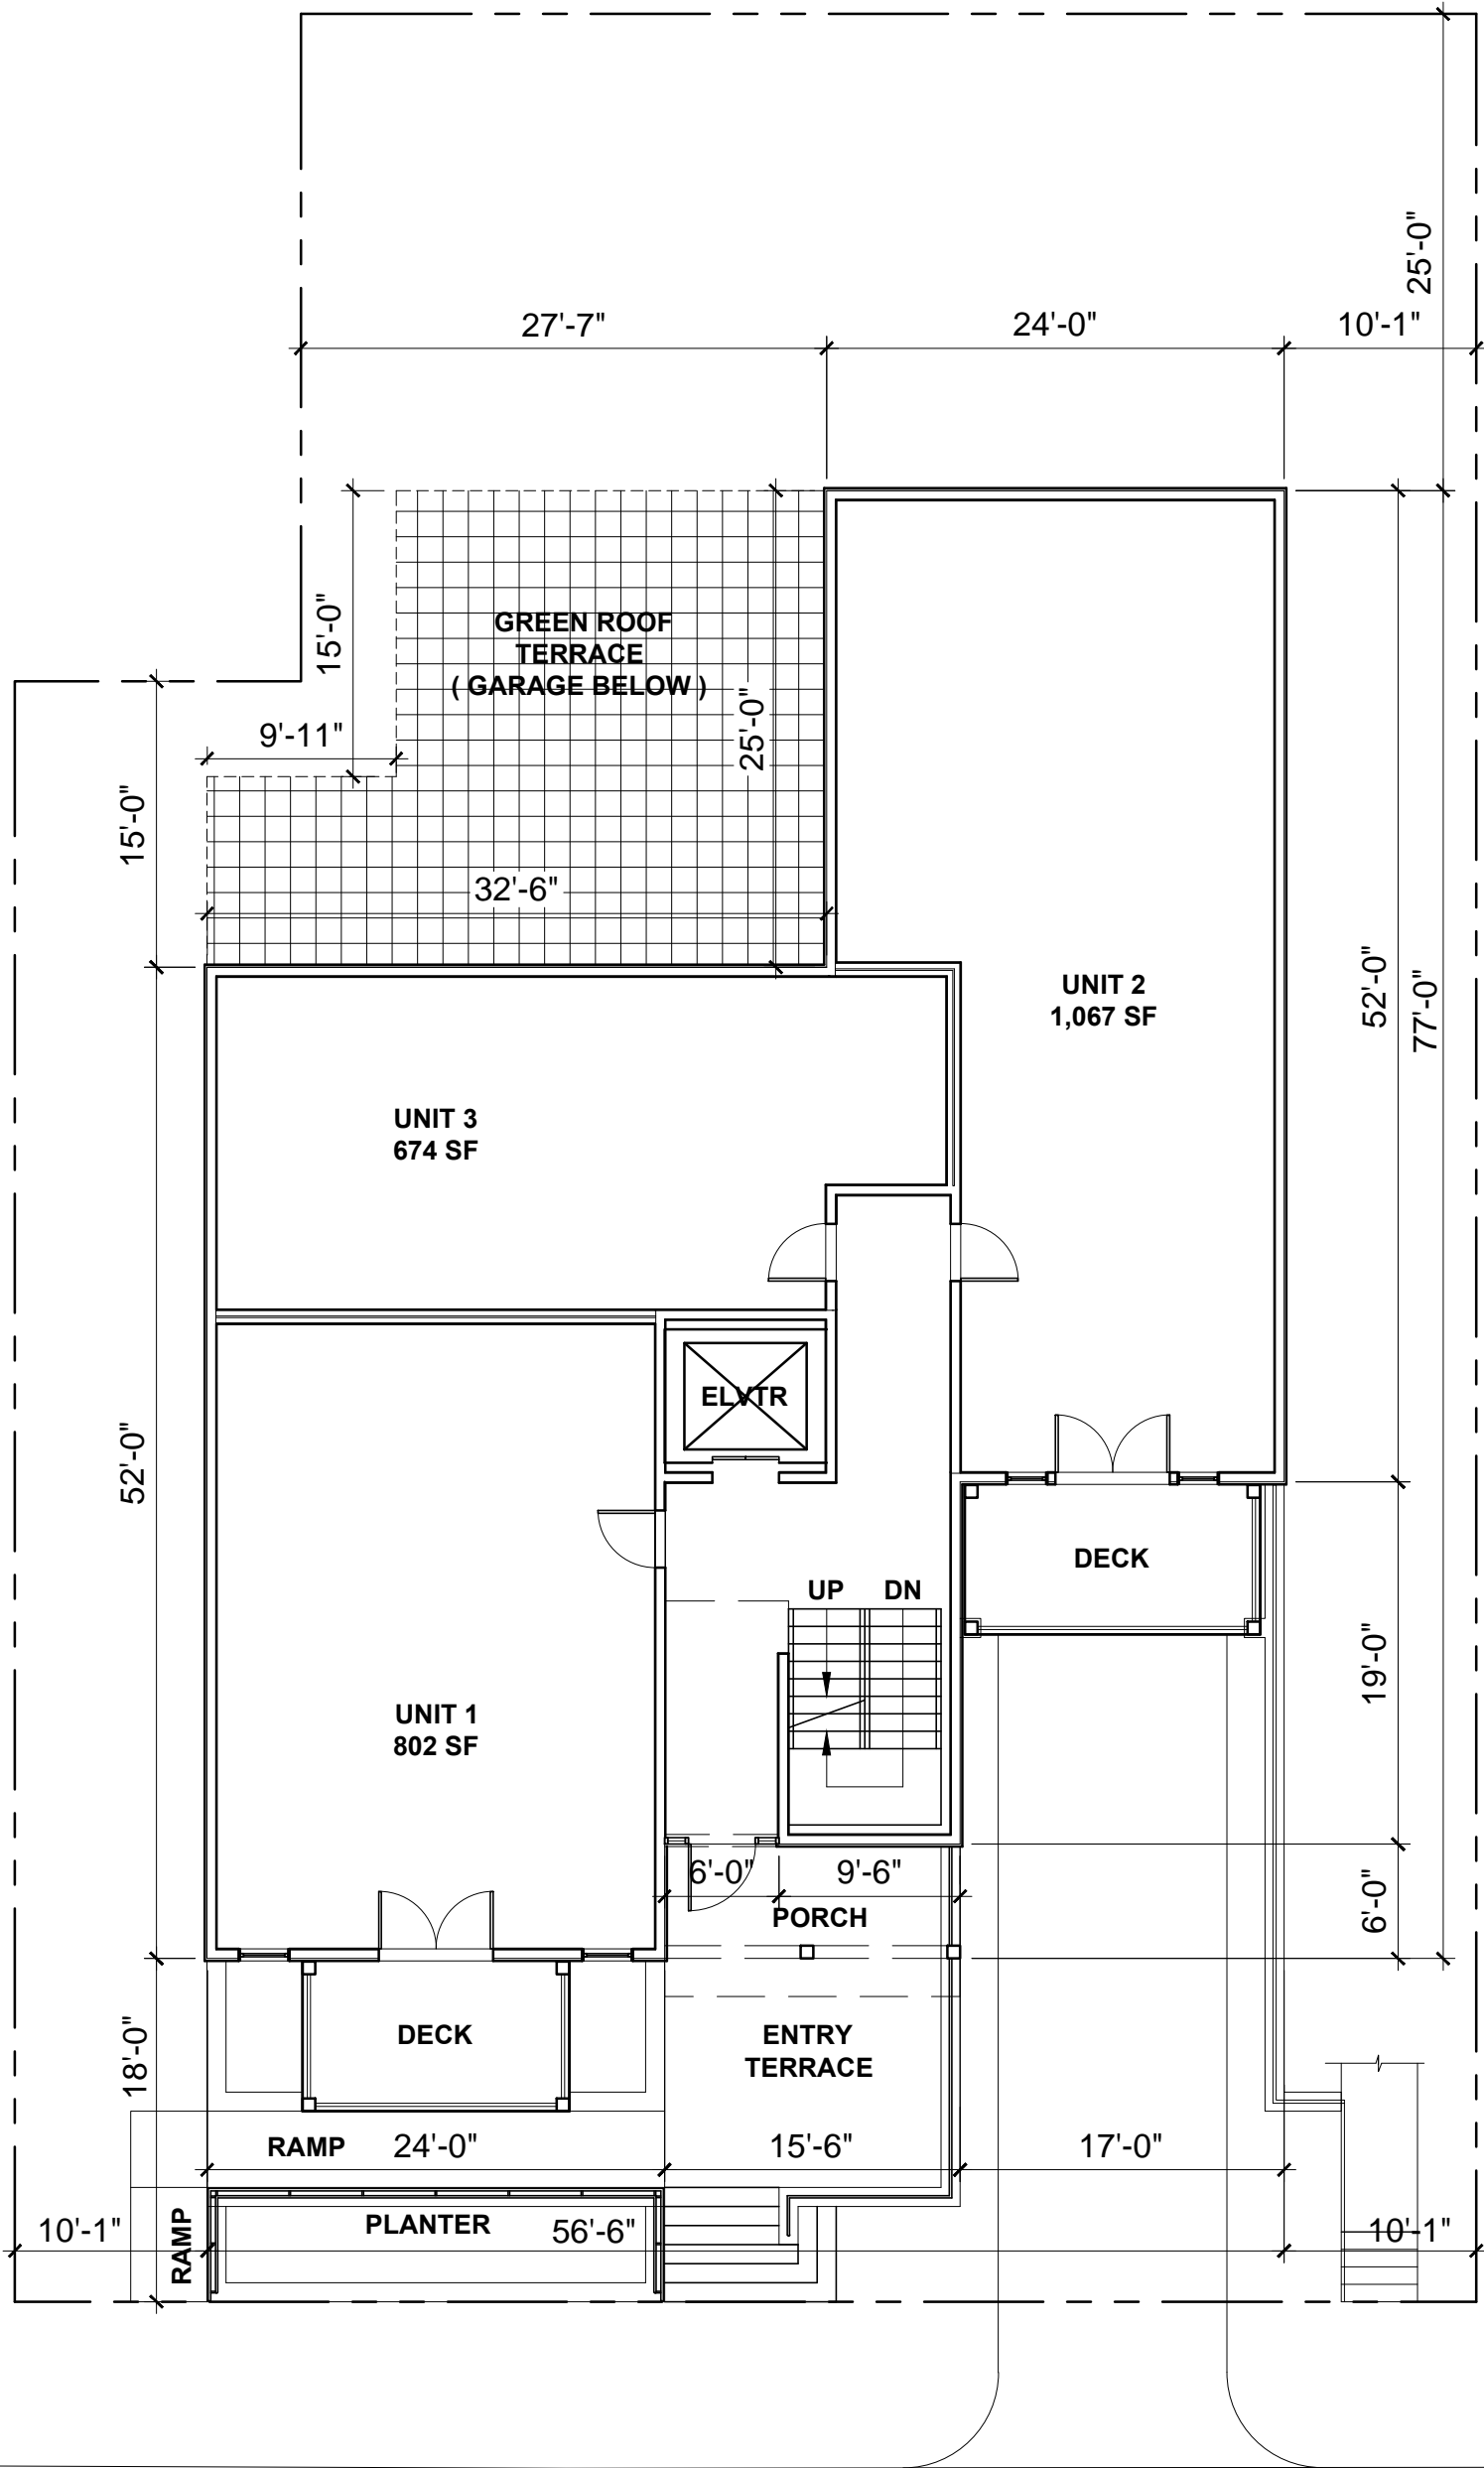 25'-0"
27'-7"
24'-0"
10'-1"
15'-0"
GREEN ROOF
TERRACE
( GARAGE BELOW )
25'-0"
9'-11"
15'-0"
32'-6"
UNIT 2
1,067 SF
52'-0"
77'-0"
UNIT 3
674 SF
ELVTR
52'-0"
DECK
UP DN
19'-0"
UNIT 1
802 SF
6'-0"
9'-6"
6'-0"
PORCH
DECK
ENTRY
TERRACE
18'-0"
RAMP
24'-0"
15'-6"
17'-0"
10'-1"
RAMP
PLANTER
56'-6"
10'-1"